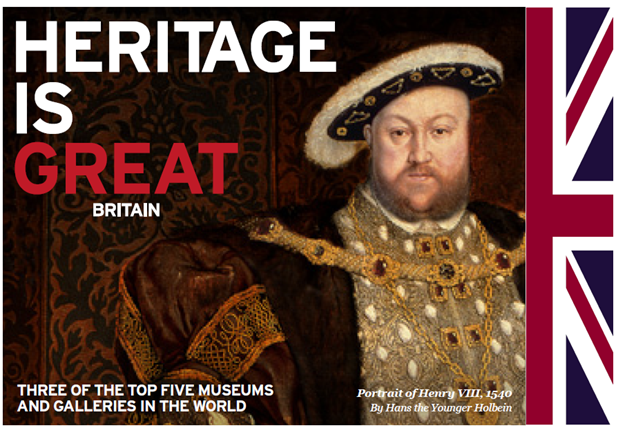 HERITAGE
IS
GREAT
BRITAIN
THREE OF THE TOP FIVE MUSEUMS
AND GALLERIES IN THE WORLD
Portrait of Henry VIII, 1540
By Hans the Younger Holbein